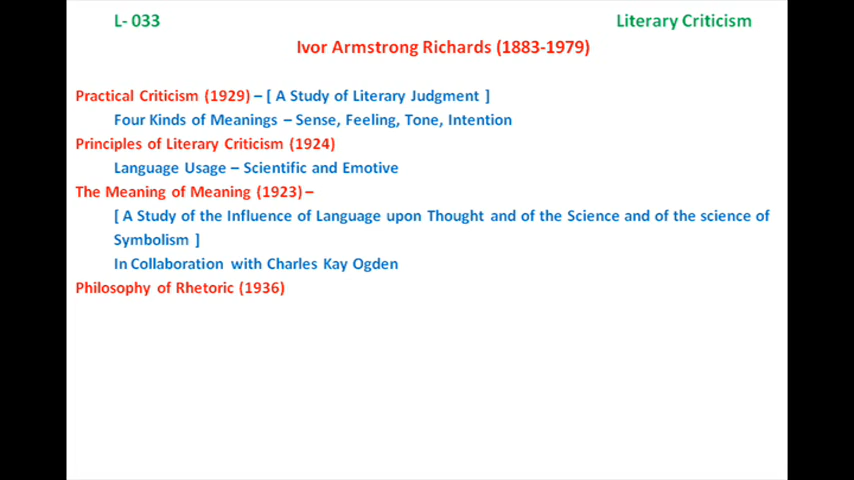 L- 033 Literary Criticism
Ivor Armstrong Richards (1883-1979)
Practical Criticism (1929) – [ A Study of Literary Judgment ]
Four Kinds of Meanings – Sense, Feeling, Tone, Intention
Principles of Literary Criticism (1924)
Language Usage – Scientific and Emotive
The Meaning of Meaning (1923) –
[ A Study of the Influence of Language upon Thought and of the Science and of the science of
Symbolism ]
In Collaboration with Charles Kay Ogden
Philosophy of Rhetoric (1936)